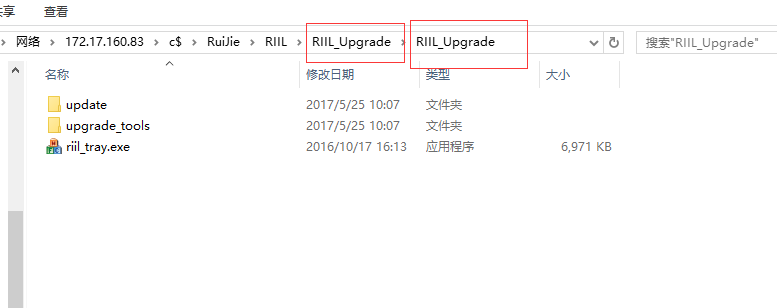 共享 查看
网络 > 172.17.160.83 > c$ > RuiJie > RIIL > RIIL_Upgrade > RIIL_Upgrade 搜索"RIIL_Upgrade"
名称 修改日期 类型 大小
update 2017/5/25 10:07 文件夹
upgrade_tools 2017/5/25 10:07 文件夹
riil_tray.exe 2016/10/17 16:13 应用程序 6,971 KB